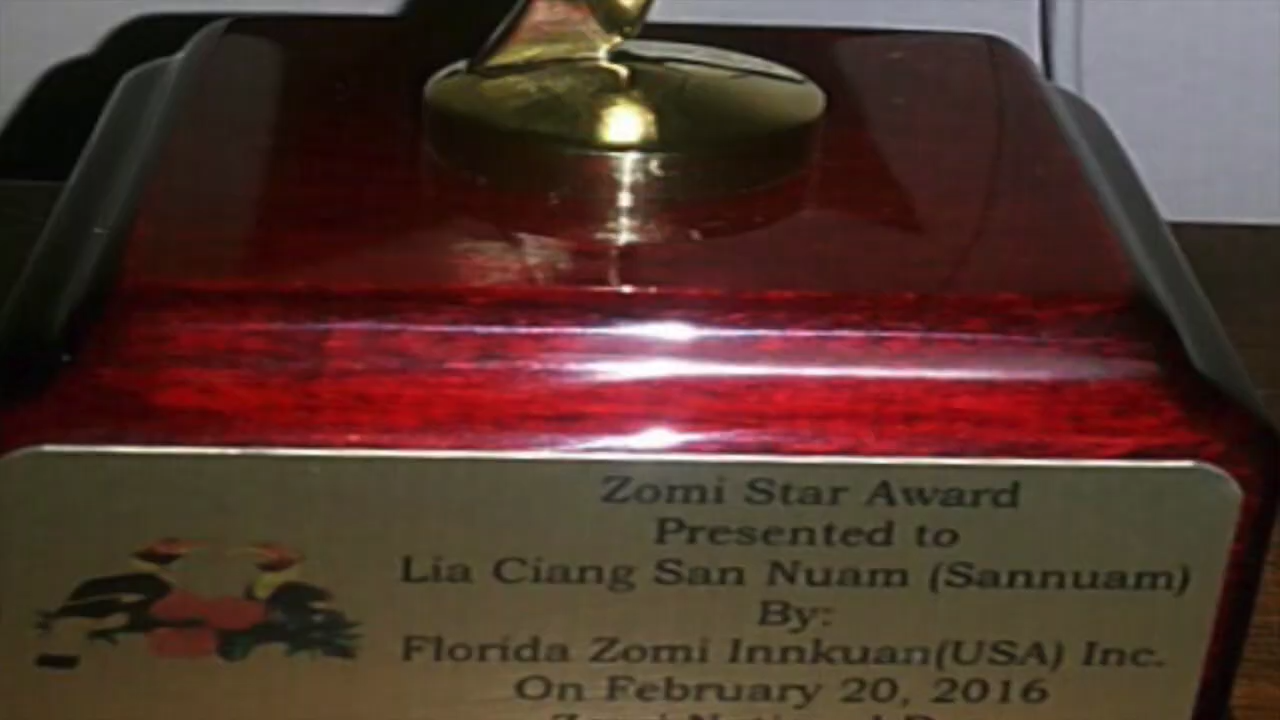 Zomi Star Award
Presented to
Lia Ciang San Nuam (Sannuam)
By:
Florida Zomi Innkuan(USA) Inc.
On February 20, 2016
Zomi